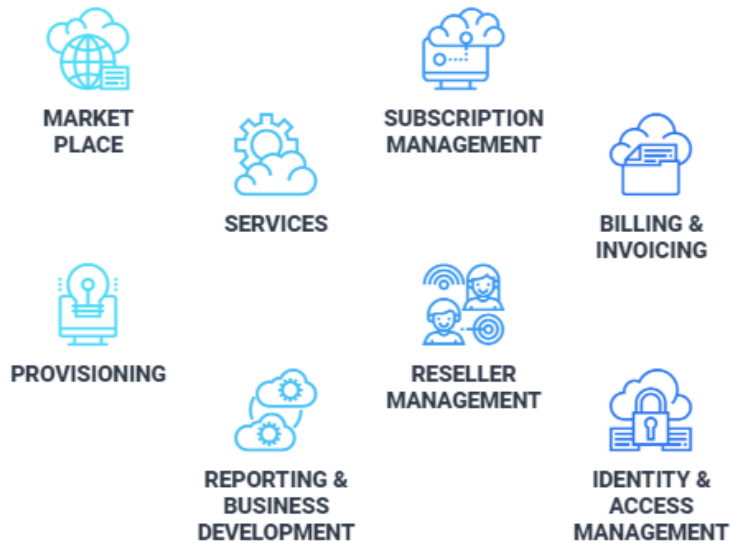 MARKET
PLACE
SUBSCRIPTION
MANAGEMENT
SERVICES
BILLING &
INVOICING
PROVISIONING
RESELLER
MANAGEMENT
REPORTING &
BUSINESS
DEVELOPMENT
IDENTITY &
ACCESS
MANAGEMENT